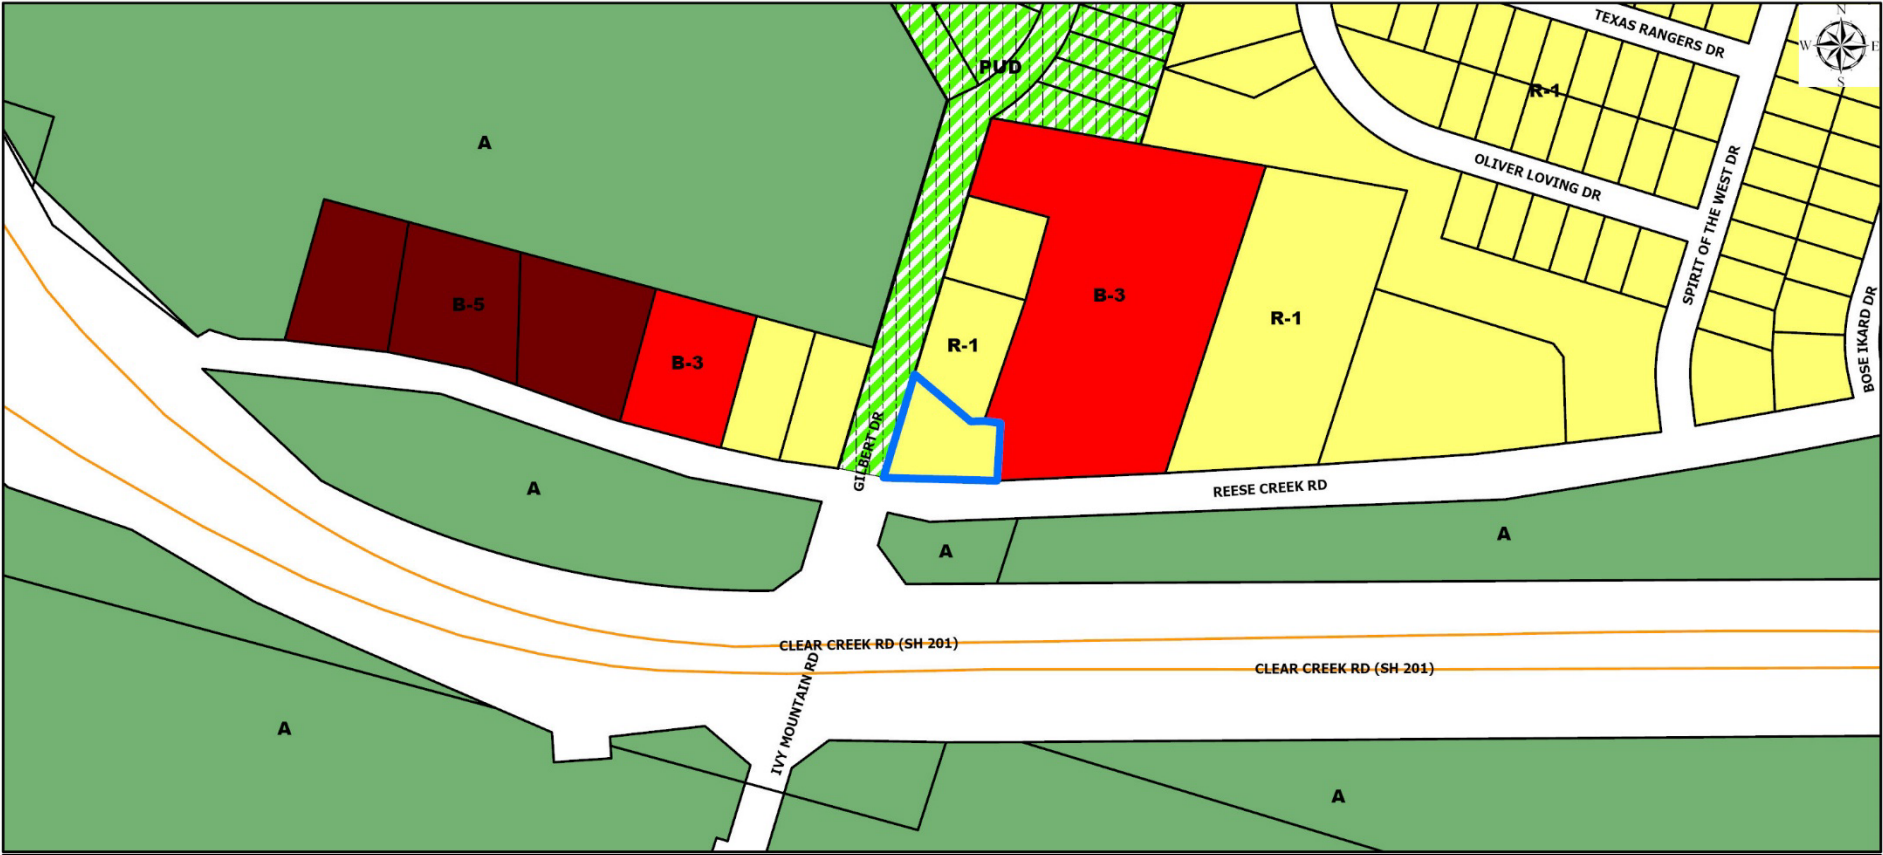 TEXAS RANGERS DR
N
W E
S
PUD
R-1
A
OLIVER LOVING DR
SPIRIT OF THE WEST DR
B-5
B-3
R-1
B-3
R-1
BOSE IKARD DR
GILBERT DR
A
REESE CREEK RD
A
A
CLEAR CREEK RD (SH 201)
CLEAR CREEK RD (SH 201)
IVY MOUNTAIN RD
A
A